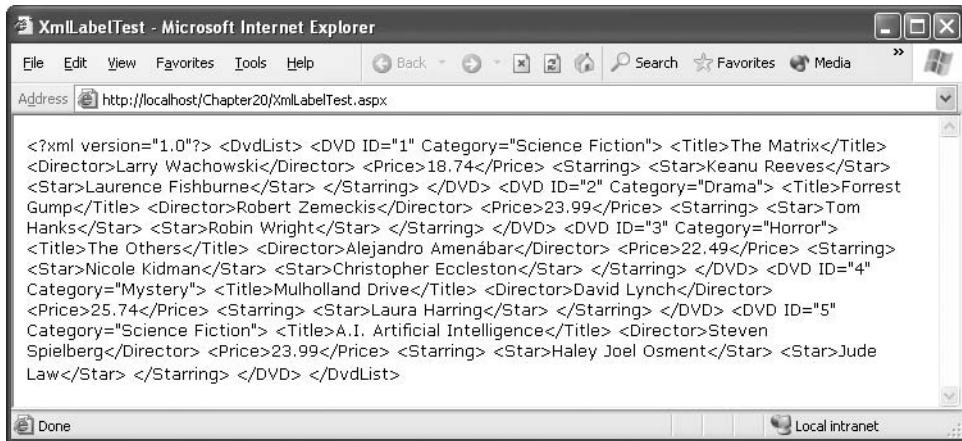 XmlLabelTest - Microsoft Internet Explorer
File Edit View Favorites Tools Help Back Search Favorites Media »
Address http://localhost/Chapter20/XmlLabelTest.aspx
<?xml version="1.0"?> <DvdList> <DVD ID="1" Category="Science Fiction"> <Title>The Matrix</Title>
<Director>Larry Wachowski</Director> <Price>18.74</Price> <Starring> <Star>Keanu Reeves</Star>
<Star>Laurence Fishburne</Star> </Starring> </DVD> <DVD ID="2" Category="Drama"> <Title>Forrest
Gump</Title> <Director>Robert Zemeckis</Director> <Price>23.99</Price> <Starring> <Star>Tom
Hanks</Star> <Star>Robin Wright</Star> </Starring> </DVD> <DVD ID="3" Category="Horror">
<Title>The Others</Title> <Director>Alejandro Amenábar</Director> <Price>22.49</Price> <Starring>
<Star>Nicole Kidman</Star> <Star>Christopher Eccleston</Star> </Starring> </DVD> <DVD ID="4"
Category="Mystery"> <Title>Mulholland Drive</Title> <Director>David Lynch</Director>
<Price>25.74</Price> <Starring> <Star>Laura Harring</Star> </Starring> </DVD> <DVD ID="5"
Category="Science Fiction"> <Title>A.I. Artificial Intelligence</Title> <Director>Steven
Spielberg</Director> <Price>23.99</Price> <Starring> <Star>Haley Joel Osment</Star> <Star>Jude
Law</Star> </Starring> </DVD> </DvdList>
Done Local intranet